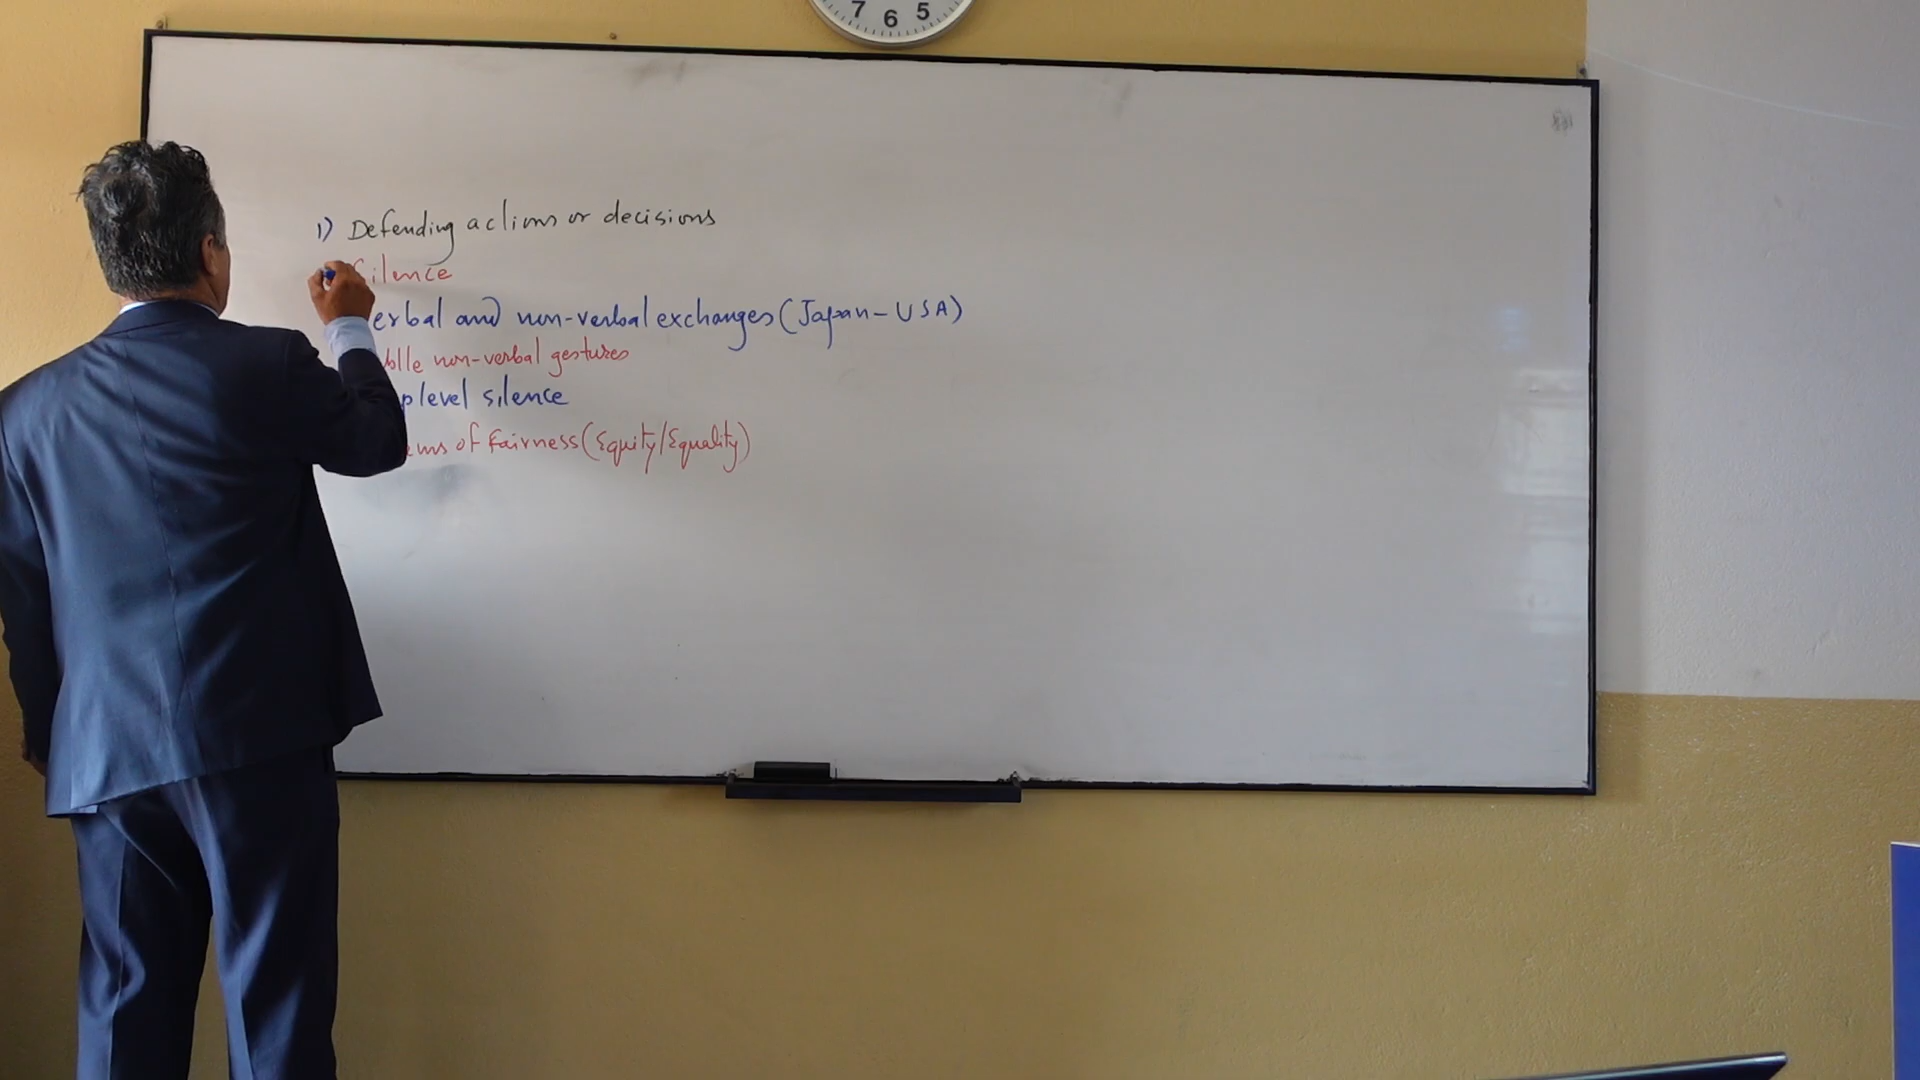 7 6 5
1) Defending actions or decisions
Silence
erbal and non-verbal exchanges (Japan - USA)
non-verbal gestures
level silence
of Fairness (Equity/Equality)